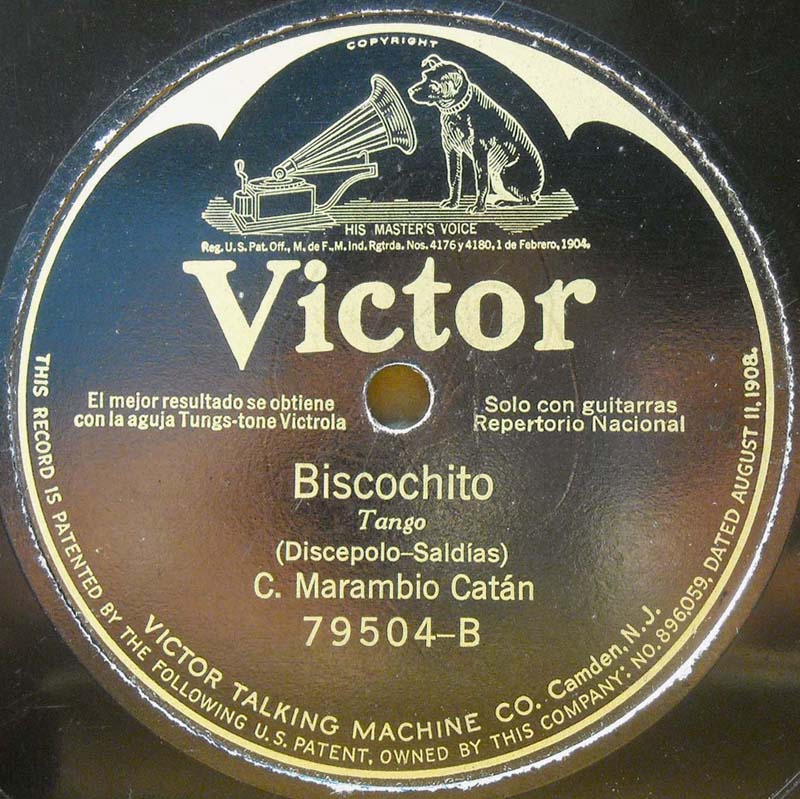 COPYRIGHT
HIS MASTER'S VOICE
Reg. U.S. Pat. Off., M. de F., M. Ind. Rgtrda. Nos. 4176 y 4180, 1 de Febrero, 1904.
Victor
El mejor resultado se obtiene
con la aguja Tungs-tone Victrola
Solo con guitarras
Repertorio Nacional
Biscochito
Tango
(Discepolo–Saldías)
C. Marambio Catán
79504–B
VICTOR TALKING MACHINE CO. Camden, N.J.
THIS RECORD IS PATENTED BY THE FOLLOWING U.S. PATENT, OWNED BY THIS COMPANY: NO. 896,059, DATED AUGUST 11, 1908.